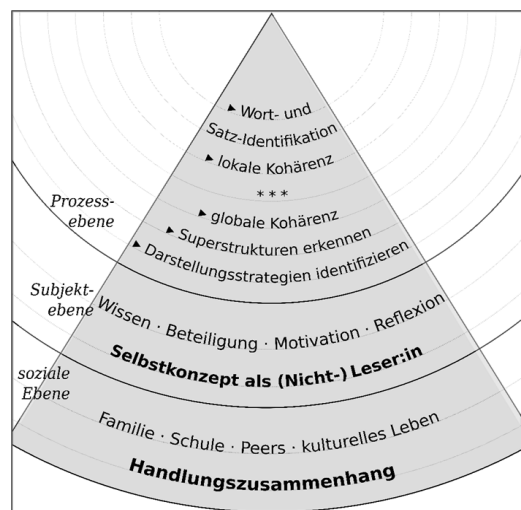 ► Wort- und
Satz-Identifikation
► lokale Kohärenz
* * *
► globale Kohärenz
► Superstrukturen erkennen
► Darstellungsstrategien identifizieren
Prozess-
ebene
Wissen · Beteiligung · Motivation · Reflexion
Selbstkonzept als (Nicht-) Leser:in
Subjekt-
ebene
Familie · Schule · Peers · kulturelles Leben
Handlungszusammenhang
soziale
Ebene